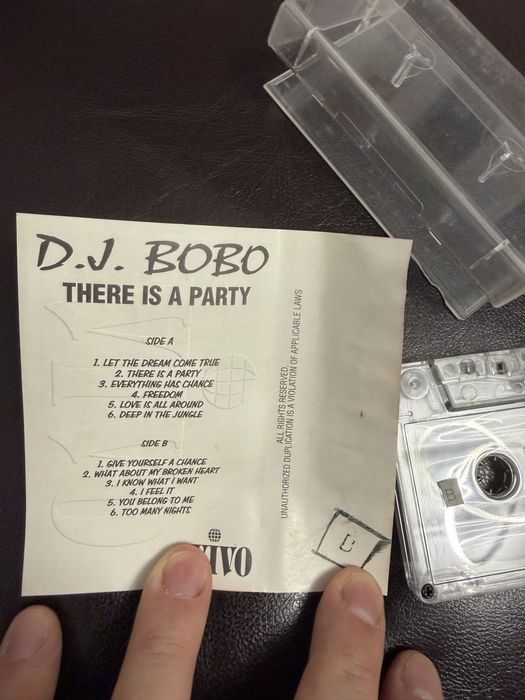 D.J. BOBO
THERE IS A PARTY
SIDE A
1. LET THE DREAM COME TRUE
2. THERE IS A PARTY
3. EVERYTHING HAS CHANCE
4. FREEDOM
5. LOVE IS ALL AROUND
6. DEEP IN THE JUNGLE
SIDE B
1. GIVE YOURSELF A CHANCE
2. WHAT ABOUT MY BROKEN HEART
3. I KNOW WHAT I WANT
4. I FEEL IT
5. YOU BELONG TO ME
6. TOO MANY NIGHTS
ALL RIGHTS RESERVED.
UNAUTHORIZED DUPLICATION IS A VIOLATION OF APPLICABLE LAWS
B